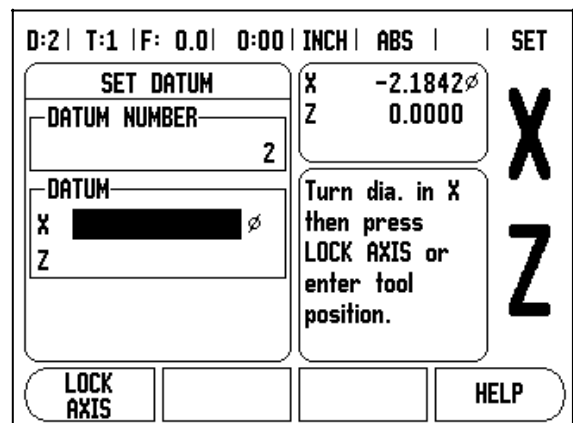 D:2 | T:1 | F: 0.0 | 0:00 | INCH | ABS | | SET
SET DATUM
DATUM NUMBER
2
DATUM
X ø
Z
X -2.1842ø
Z 0.0000
Turn dia. in X
then press
LOCK AXIS or
enter tool
position.
X
Z
LOCK
AXIS
HELP